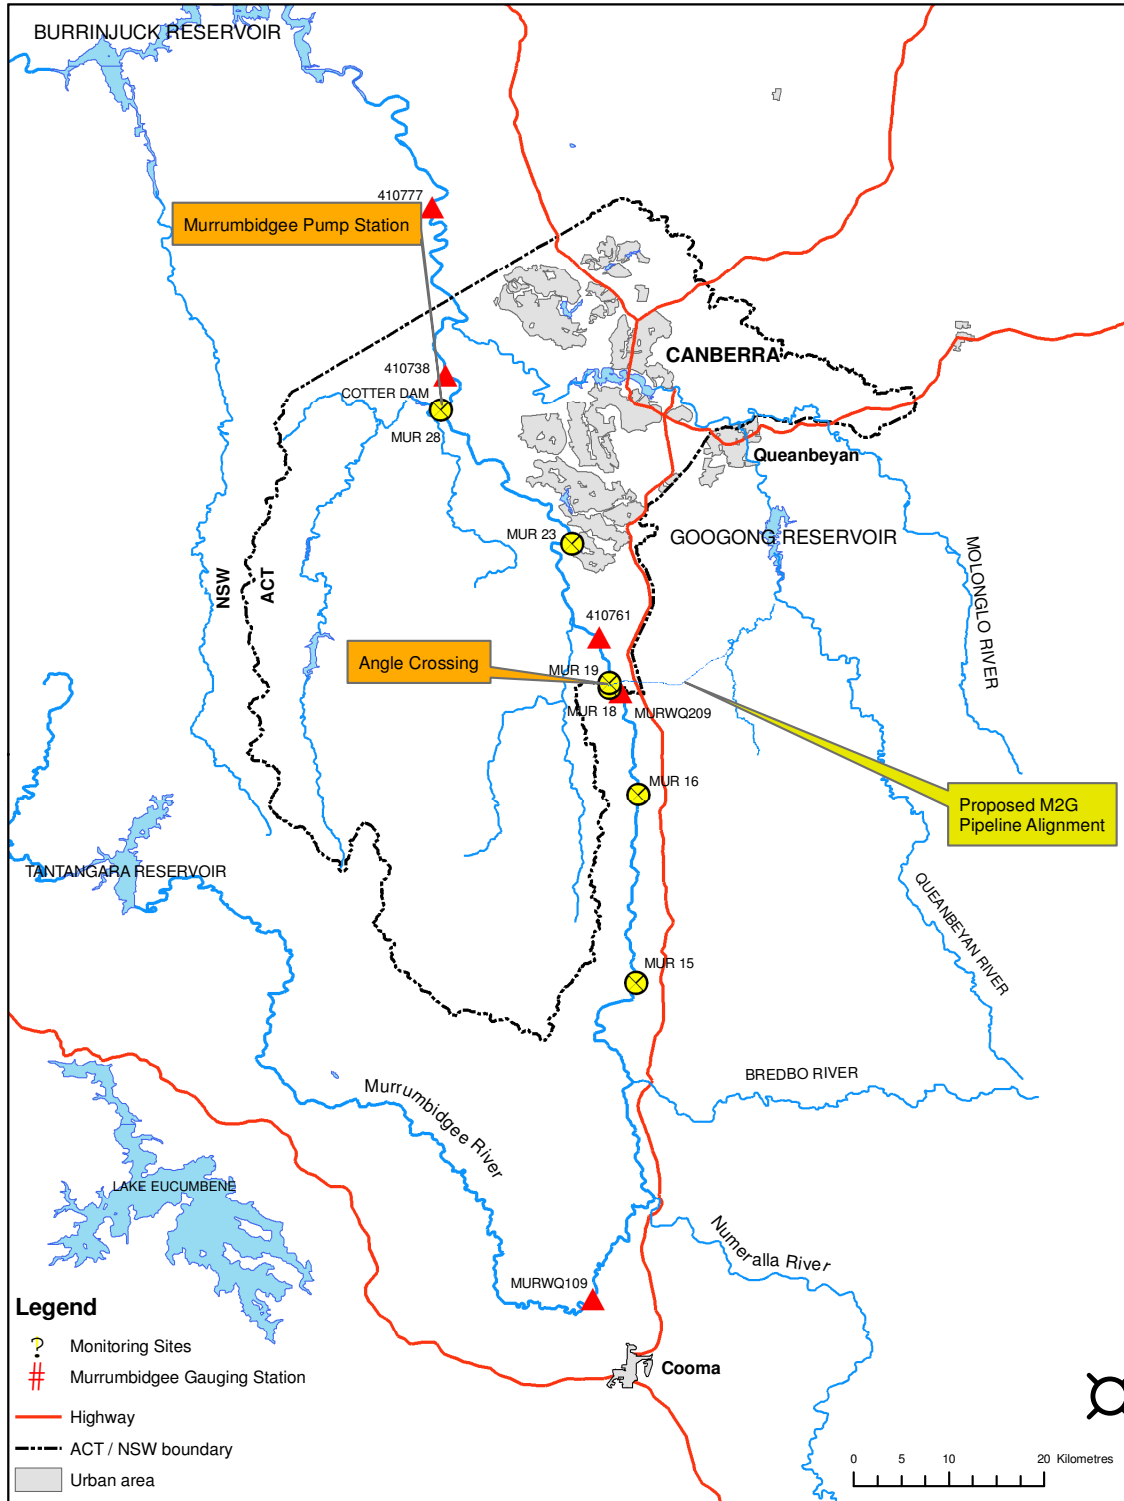 BURRINJUCK RESERVOIR
410777
Murrumbidgee Pump Station
CANBERRA
410738
COTTER DAM
MUR 28
Queanbeyan
MUR 23
GOOGONG RESERVOIR
MOLONGLO RIVER
NSW
ACT
410761
Angle Crossing
MUR 19
MUR 18
MURWQ209
MUR 16
Proposed M2G
Pipeline Alignment
TANTANGARA RESERVOIR
QUEANBEYAN RIVER
MUR 15
BREDBO RIVER
Murrumbidgee River
LAKE EUCUMBENE
Numeralla River
MURWQ109
Legend
? Monitoring Sites
# Murrumbidgee Gauging Station
Highway
ACT / NSW boundary
Urban area
Cooma
0 5 10 20 Kilometres